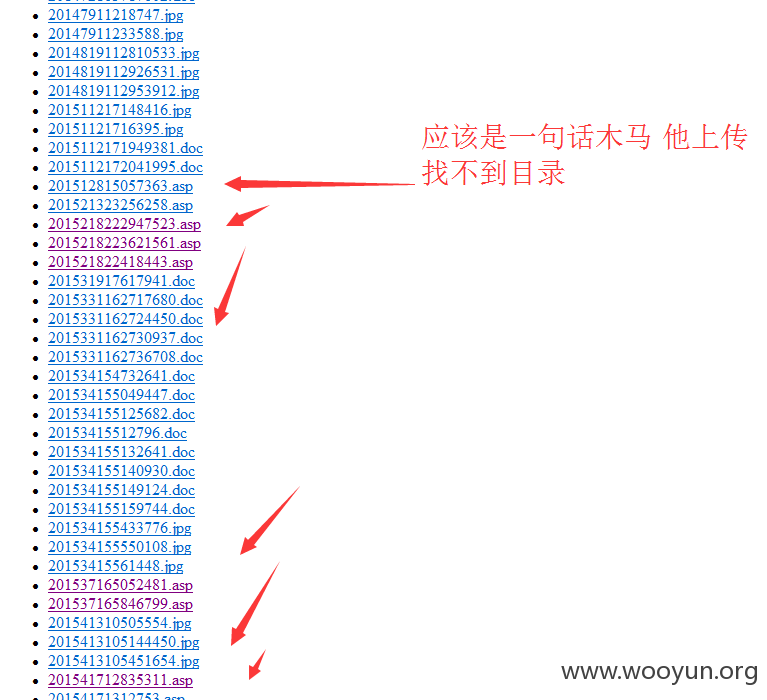 20147911218747.jpg
20147911233588.jpg
2014819112810533.jpg
2014819112926531.jpg
2014819112953912.jpg
201511217148416.jpg
20151121716395.jpg
应该是一句话木马 他上传
2015112171949381.doc
找不到目录
2015112172041995.doc
201512815057363.asp
201521323256258.asp
2015218222947523.asp
2015218223621561.asp
201521822418443.asp
201531917617941.doc
2015331162717680.doc
2015331162724450.doc
2015331162730937.doc
2015331162736708.doc
201534154732641.doc
201534155049447.doc
201534155125682.doc
20153415512796.doc
201534155132641.doc
201534155140930.doc
201534155149124.doc
201534155159744.doc
201534155433776.jpg
201534155550108.jpg
20153415561448.jpg
201537165052481.asp
201537165846799.asp
201541310505554.jpg
2015413105144450.jpg
2015413105451654.jpg
201541712835311.asp
www.wooyun.org